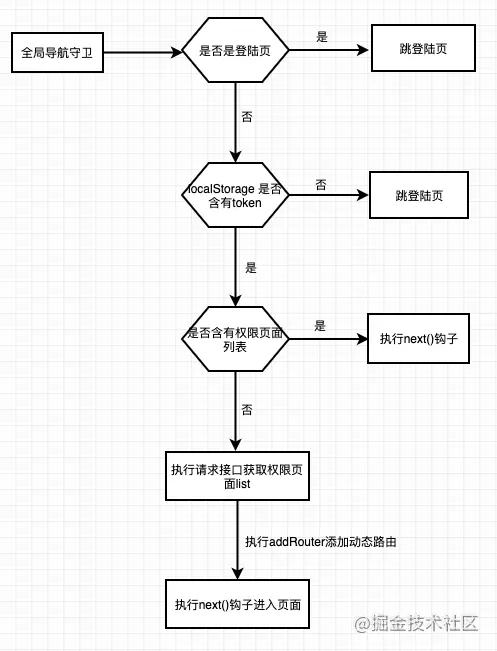 全局导航守卫
是否是登陆页
是
跳登陆页
否
localStorage 是否
含有token
否
跳登陆页
是
是否含有权限页面
列表
是
执行next()钩子
否
执行请求接口获取权限页
面list
执行addRouter添加动态路由
执行next()钩子进入页面
@掘金技术社区